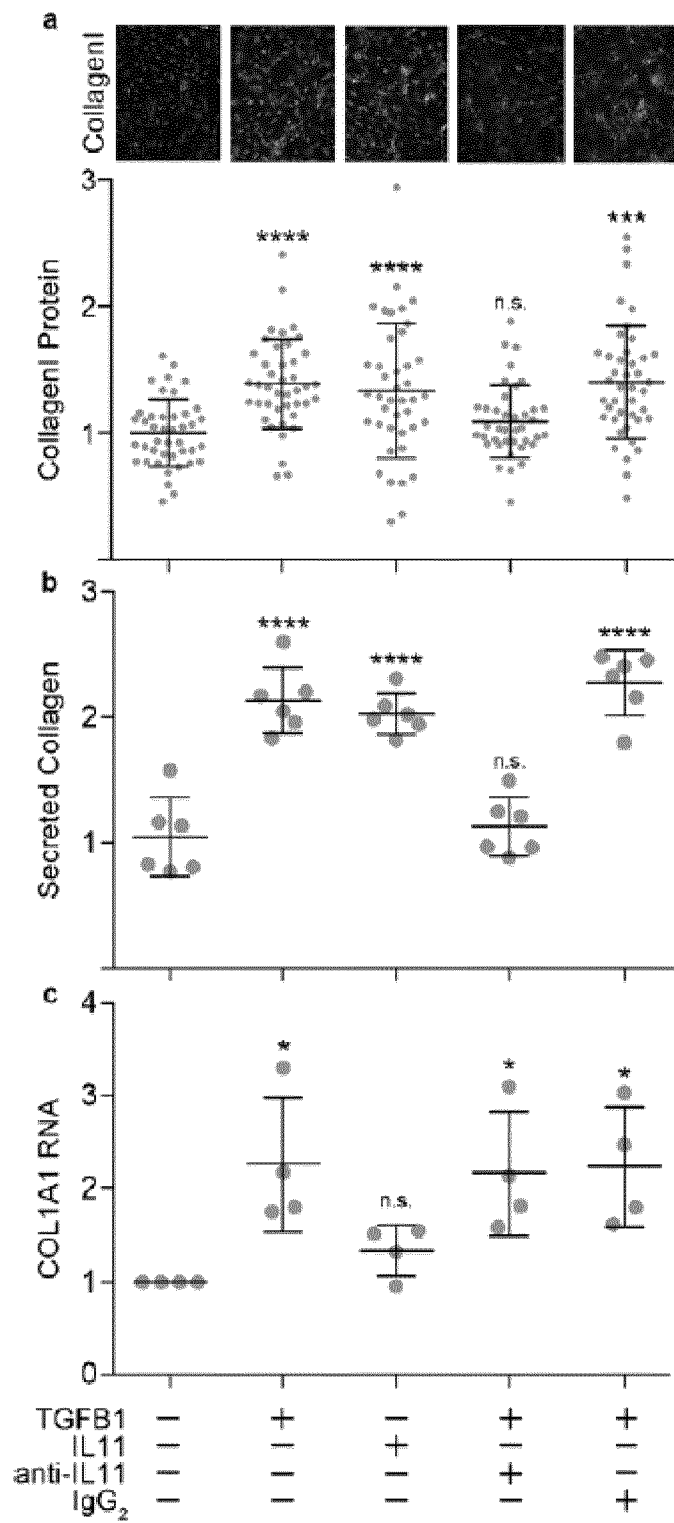 a
CollagenI
CollagenI Protein
3
2
1
****
****
n.s.
***
b
Secreted Collagen
3
2
1
****
****
n.s.
****
c
COL1A1 RNA
4
3
2
1
0
*
n.s.
*
*
TGFB1 – + – + +
IL11 – – + – –
anti-IL11 – – – + –
IgG2 – – – – +